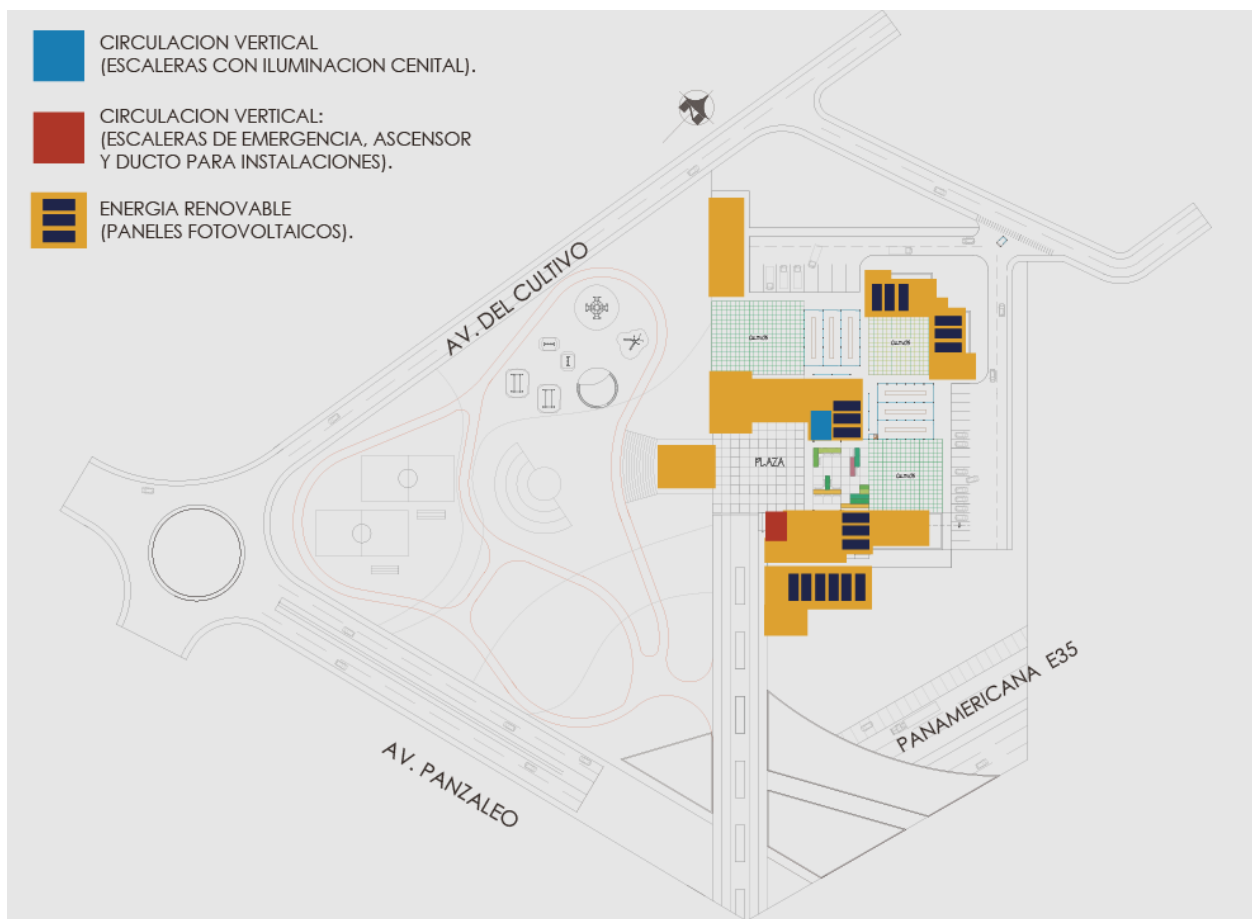 CIRCULACION VERTICAL
(ESCALERAS CON ILUMINACION CENITAL).
CIRCULACION VERTICAL:
(ESCALERAS DE EMERGENCIA, ASCENSOR
Y DUCTO PARA INSTALACIONES).
ENERGIA RENOVABLE
(PANELES FOTOVOLTAICOS).
AV. DEL CULTIVO
PLAZA
PANAMERICANA E35
AV. PANZALEO